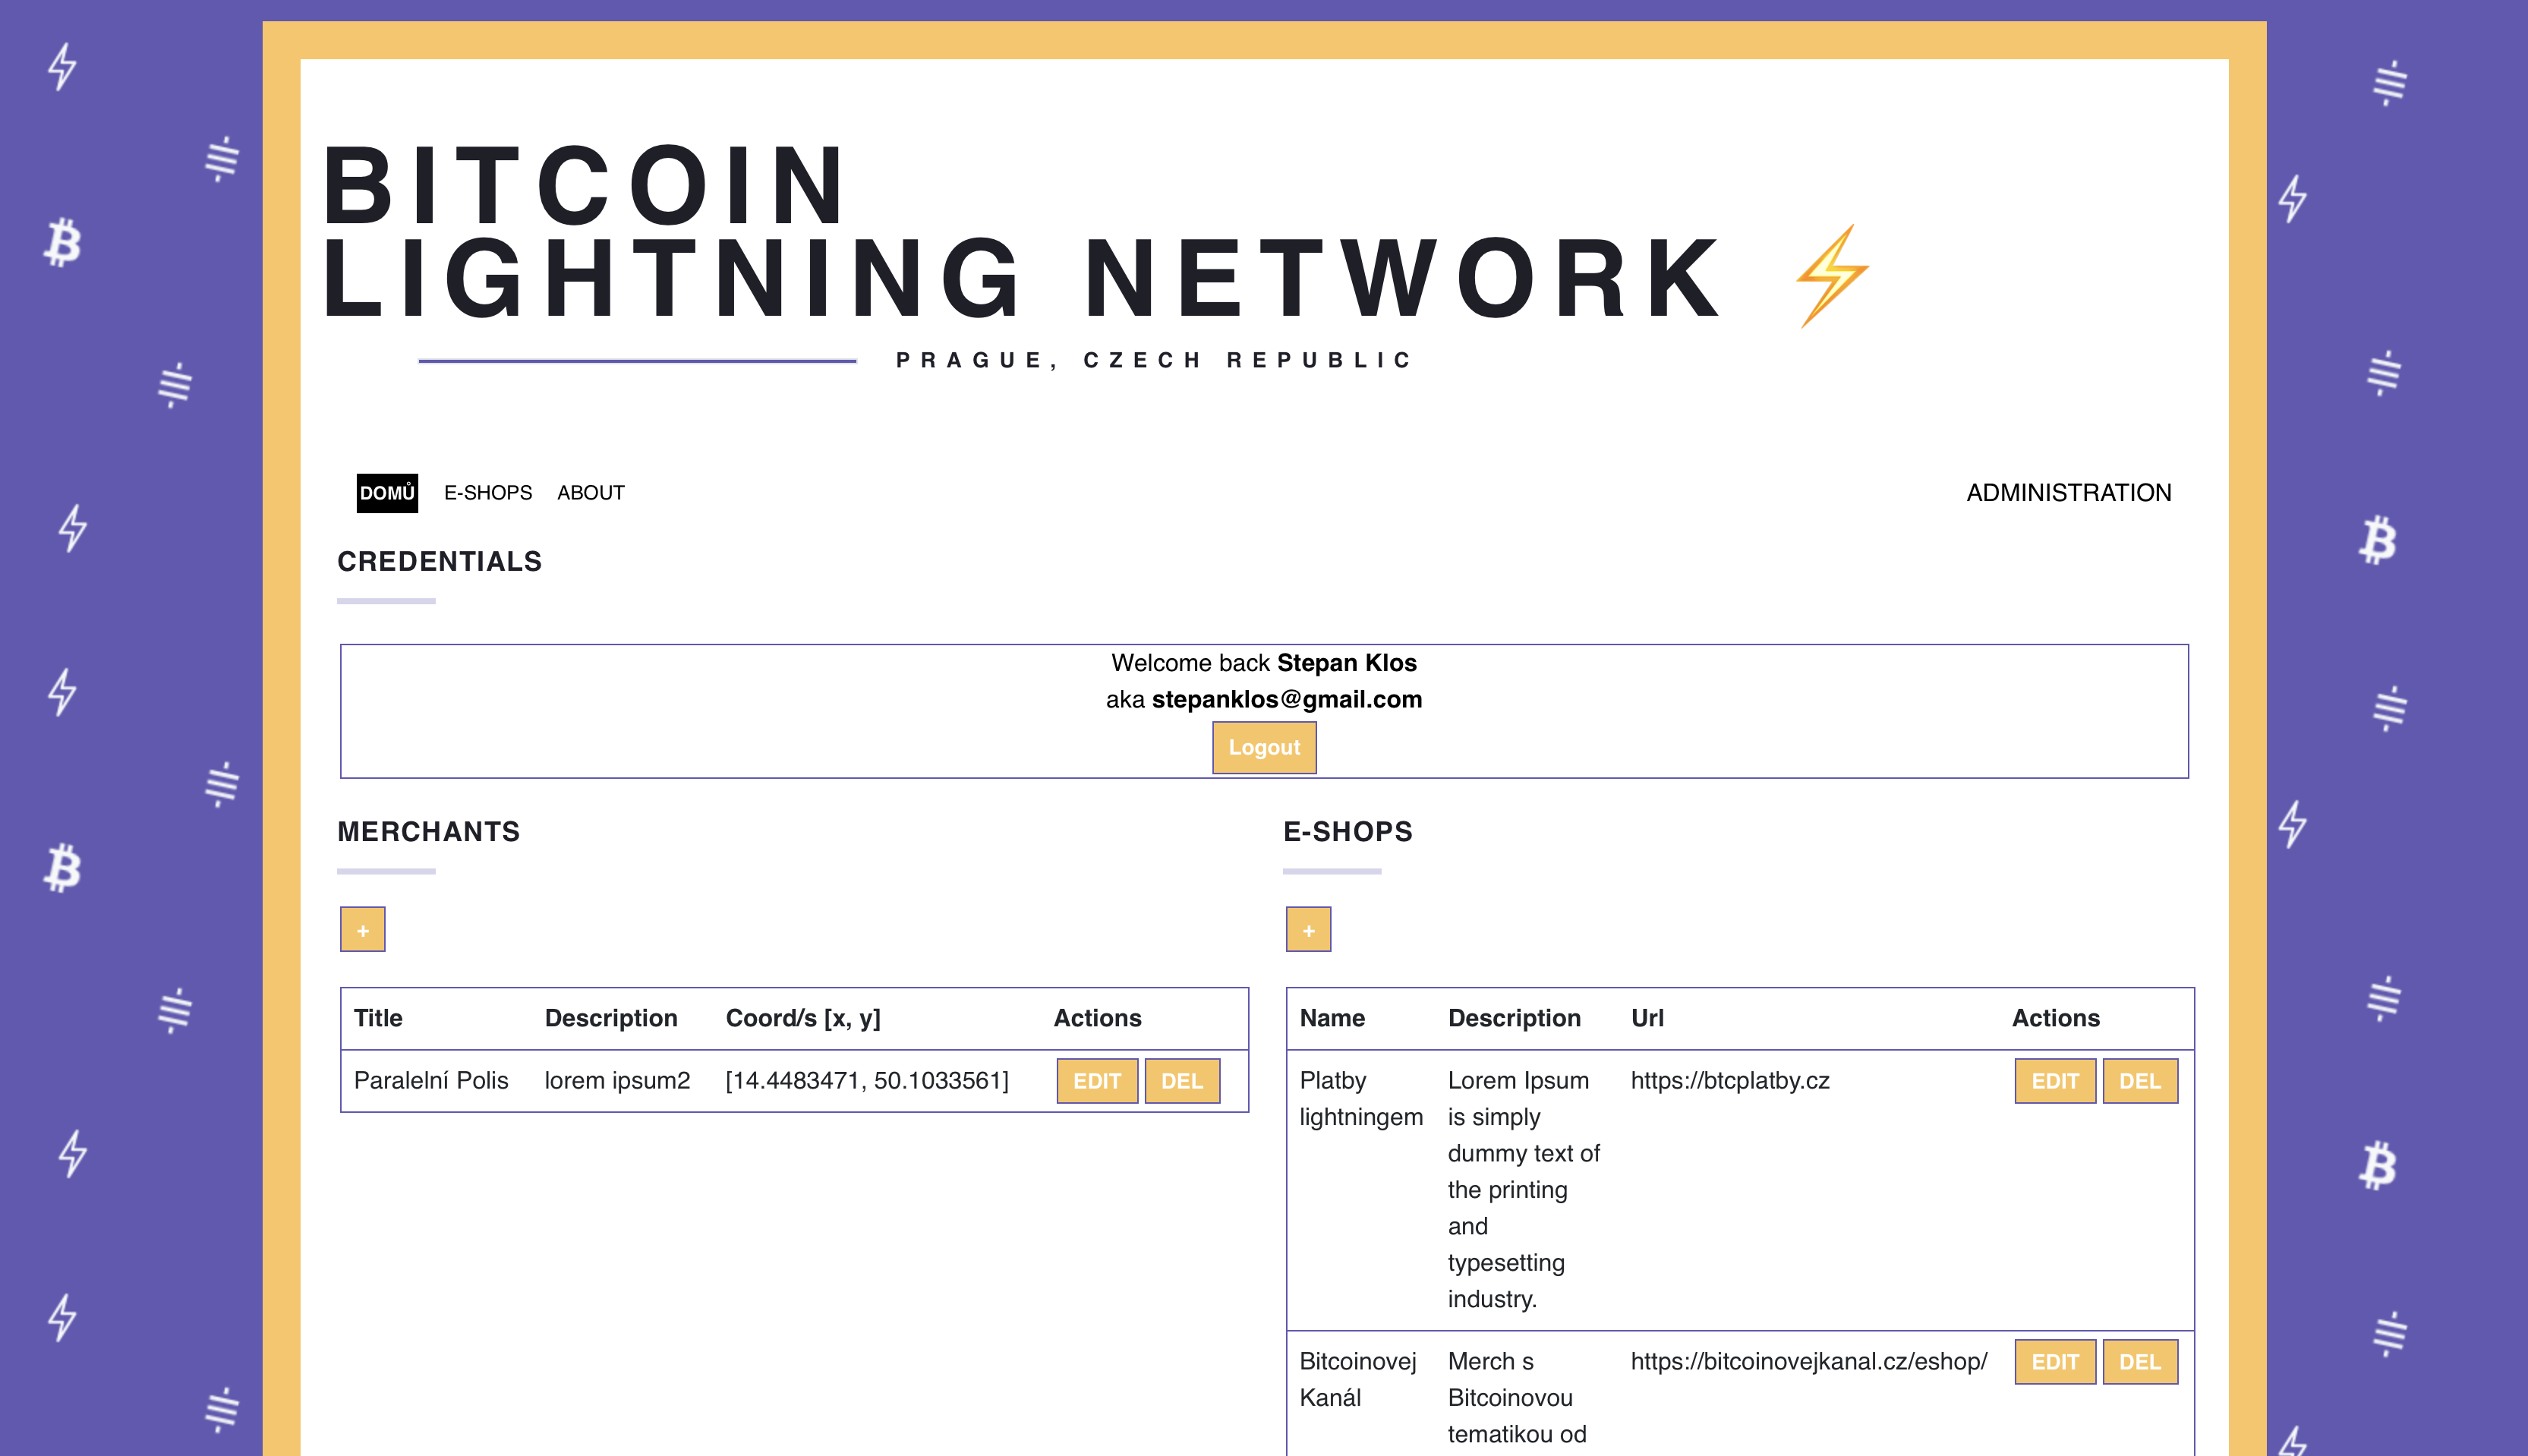 BITCOIN
LIGHTNING NETWORK ⚡
PRAGUE, CZECH REPUBLIC
DOMŮ E-SHOPS ABOUT ADMINISTRATION
CREDENTIALS
Welcome back Stepan Klos
aka stepanklos@gmail.com
Logout
MERCHANTS
+
Title Description Coord/s [x, y] Actions
Paralelní Polis lorem ipsum2 [14.4483471, 50.1033561] EDIT DEL
E-SHOPS
+
Name Description Url Actions
Platby
lightningem
Lorem Ipsum
is simply
dummy text of
the printing
and
typesetting
industry.
https://btcplatby.cz
EDIT DEL
Bitcoinovej
Kanál
Merch s
Bitcoinovou
tematikou od
https://bitcoinovejkanal.cz/eshop/
EDIT DEL